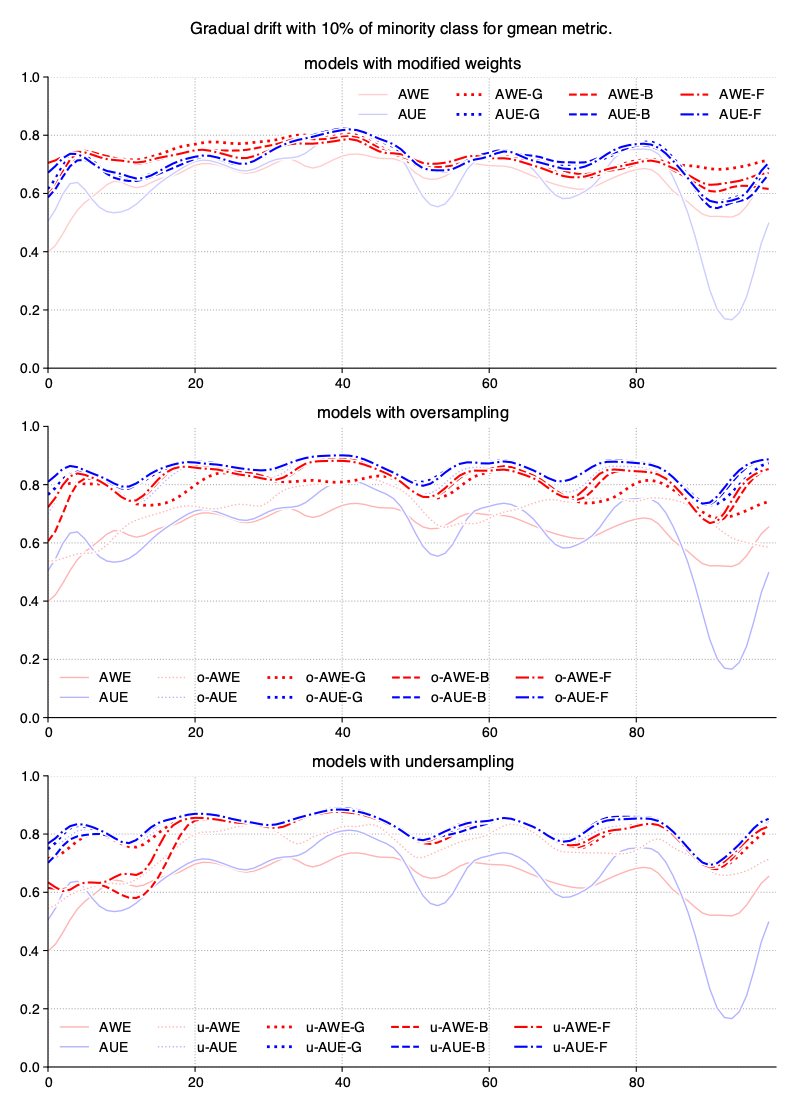 Gradual drift with 10% of minority class for gmean metric.
models with modified weights
1.0
AWE AWE-G AWE-B AWE-F
AUE AUE-G AUE-B AUE-F
0.8
0.6
0.4
0.2
0.0
0 20 40 60 80
models with oversampling
1.0
0.8
0.6
0.4
0.2
AWE o-AWE o-AWE-G o-AWE-B o-AWE-F
AUE o-AUE o-AUE-G o-AUE-B o-AUE-F
0.0
0 20 40 60 80
models with undersampling
1.0
0.8
0.6
0.4
0.2
AWE u-AWE u-AWE-G u-AWE-B u-AWE-F
AUE u-AUE u-AUE-G u-AUE-B u-AUE-F
0.0
0 20 40 60 80